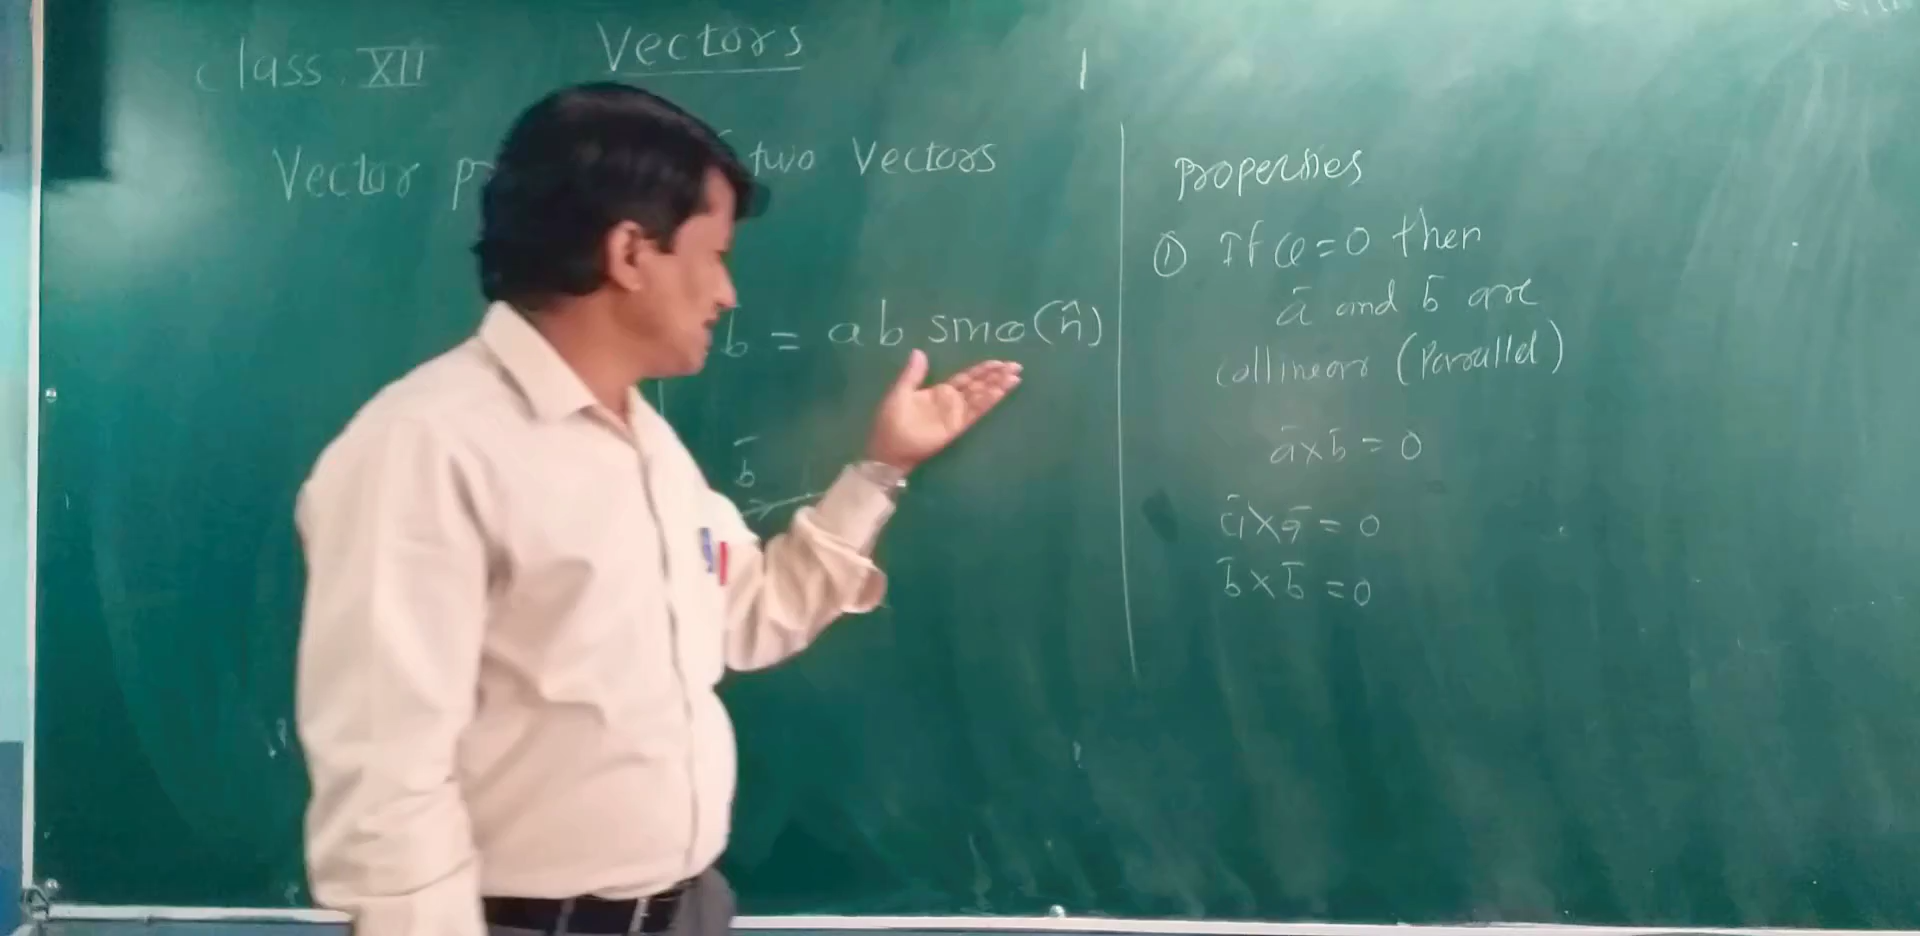 Class. XII
Vectors
Vector p two Vectors
b = ab sinθ(n̂)
b̄
Properties
① If θ=0 then
ā and b̄ are
collinear (Parallel)
ā×b̄ = 0
ā×ā = 0
b̄×b̄ = 0